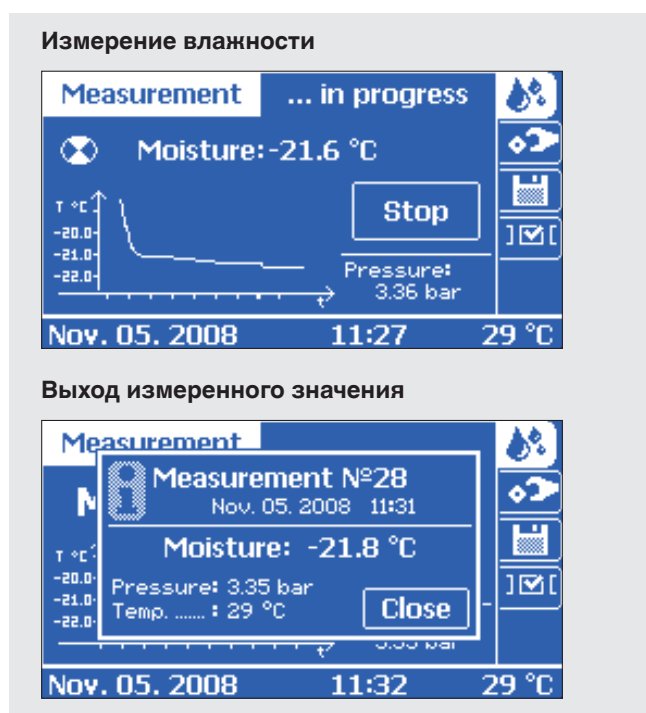 Измерение влажности
Measurement ... in progress
Moisture:-21.6 °C
T °C
-20.0
-21.0
-22.0
t
Stop
Pressure:
3.36 bar
Nov. 05. 2008 11:27 29 °C
Выход измеренного значения
Measurement
Measurement №28
Nov. 05. 2008 11:31
Moisture: -21.8 °C
Pressure: 3.35 bar
Temp. ....... : 29 °C
Close
T °C
-20.0
-21.0
-22.0
t
Nov. 05. 2008 11:32 29 °C